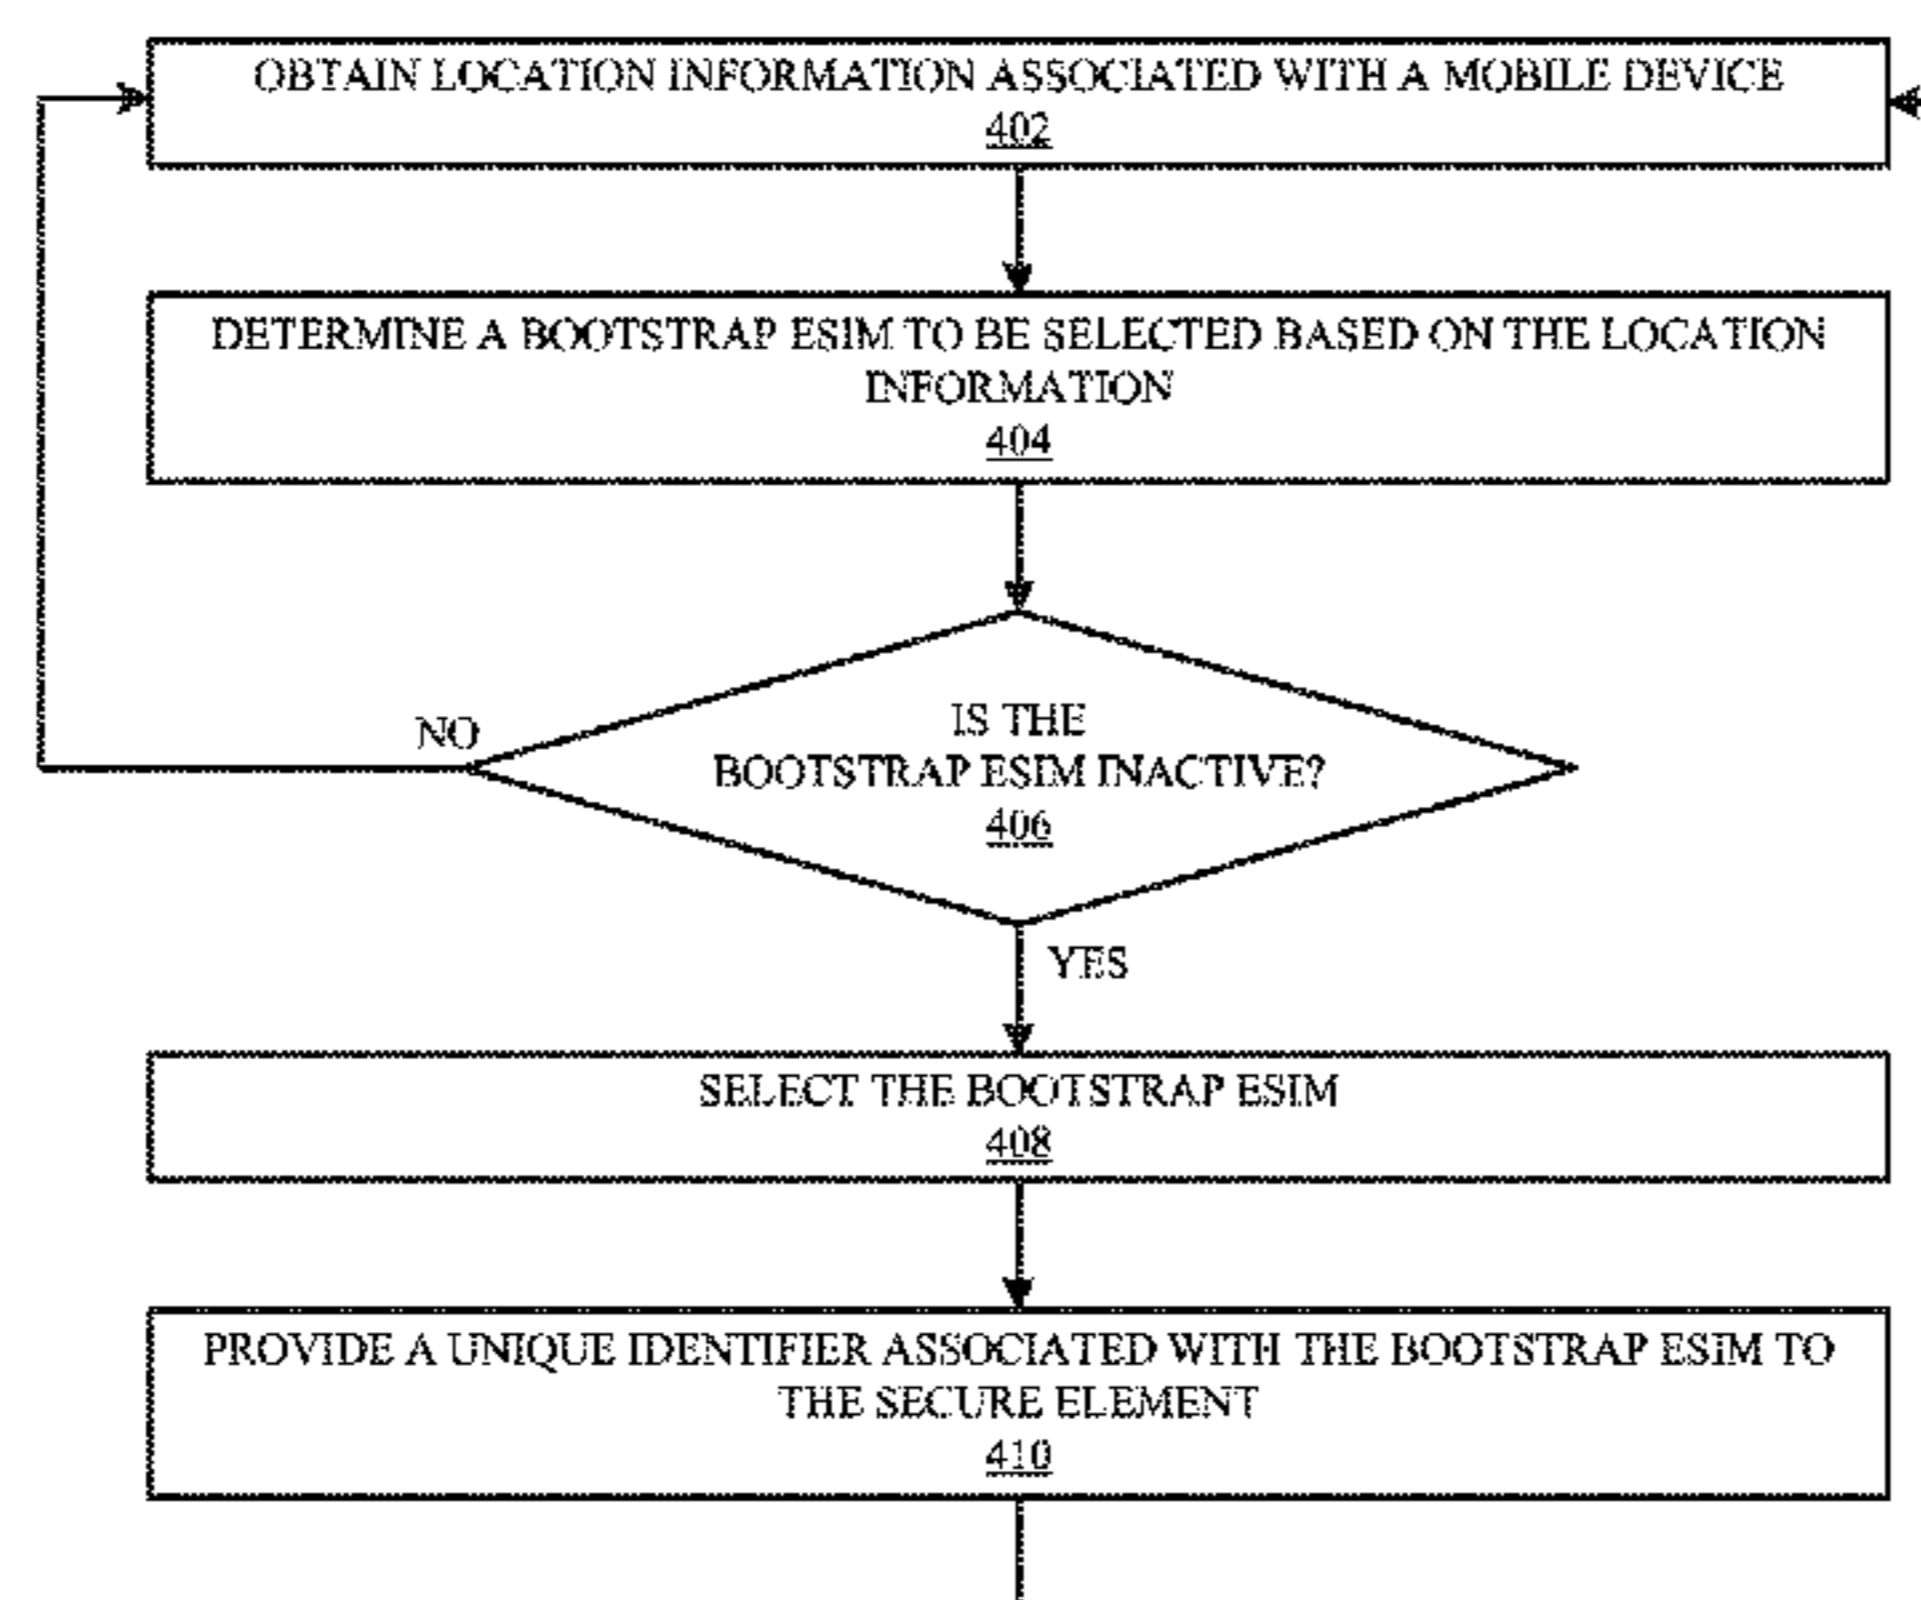 OBTAIN LOCATION INFORMATION ASSOCIATED WITH A MOBILE DEVICE
402
DETERMINE A BOOTSTRAP ESIM TO BE SELECTED BASED ON THE LOCATION
INFORMATION
404
IS THE
BOOTSTRAP ESIM INACTIVE?
406
NO
YES
SELECT THE BOOTSTRAP ESIM
408
PROVIDE A UNIQUE IDENTIFIER ASSOCIATED WITH THE BOOTSTRAP ESIM TO
THE SECURE ELEMENT
410